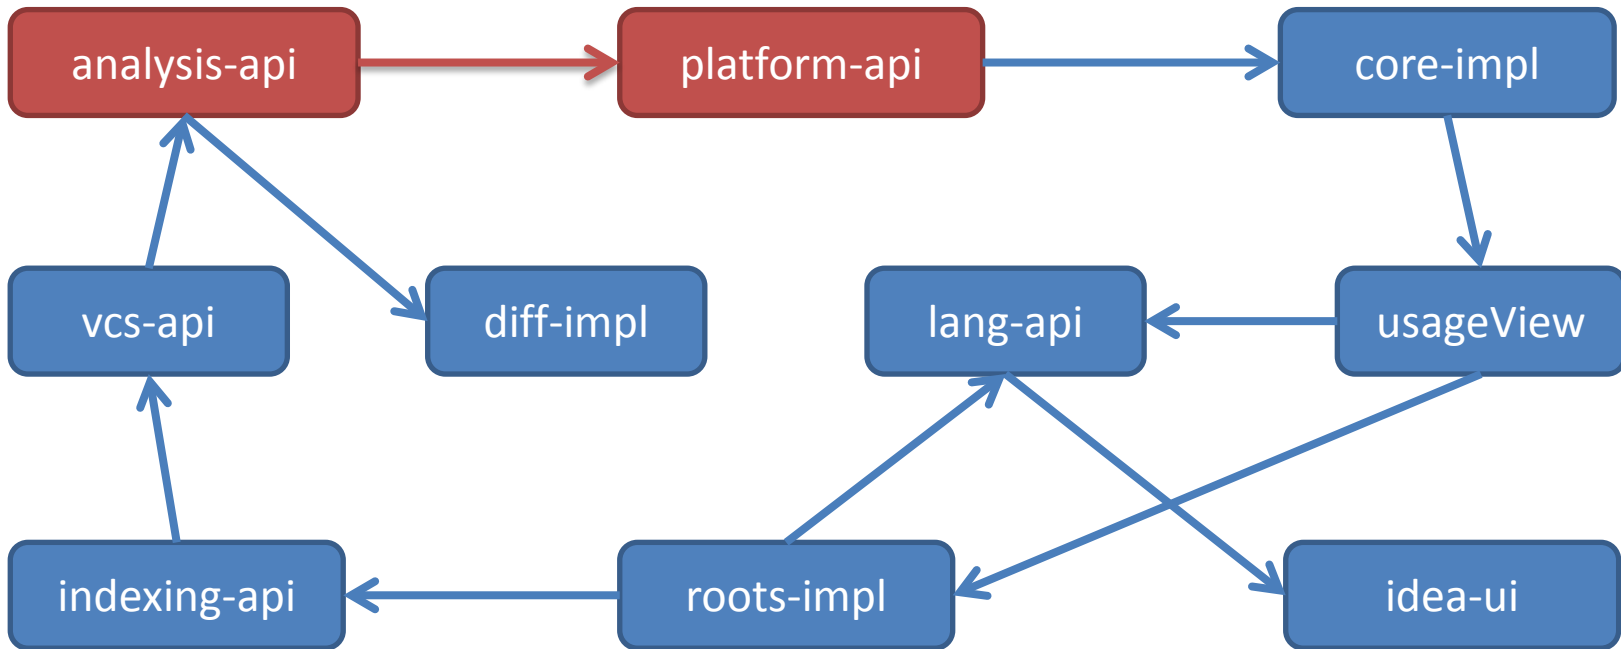 analysis-api
platform-api
core-impl
vcs-api
diff-impl
lang-api
usageView
indexing-api
roots-impl
idea-ui